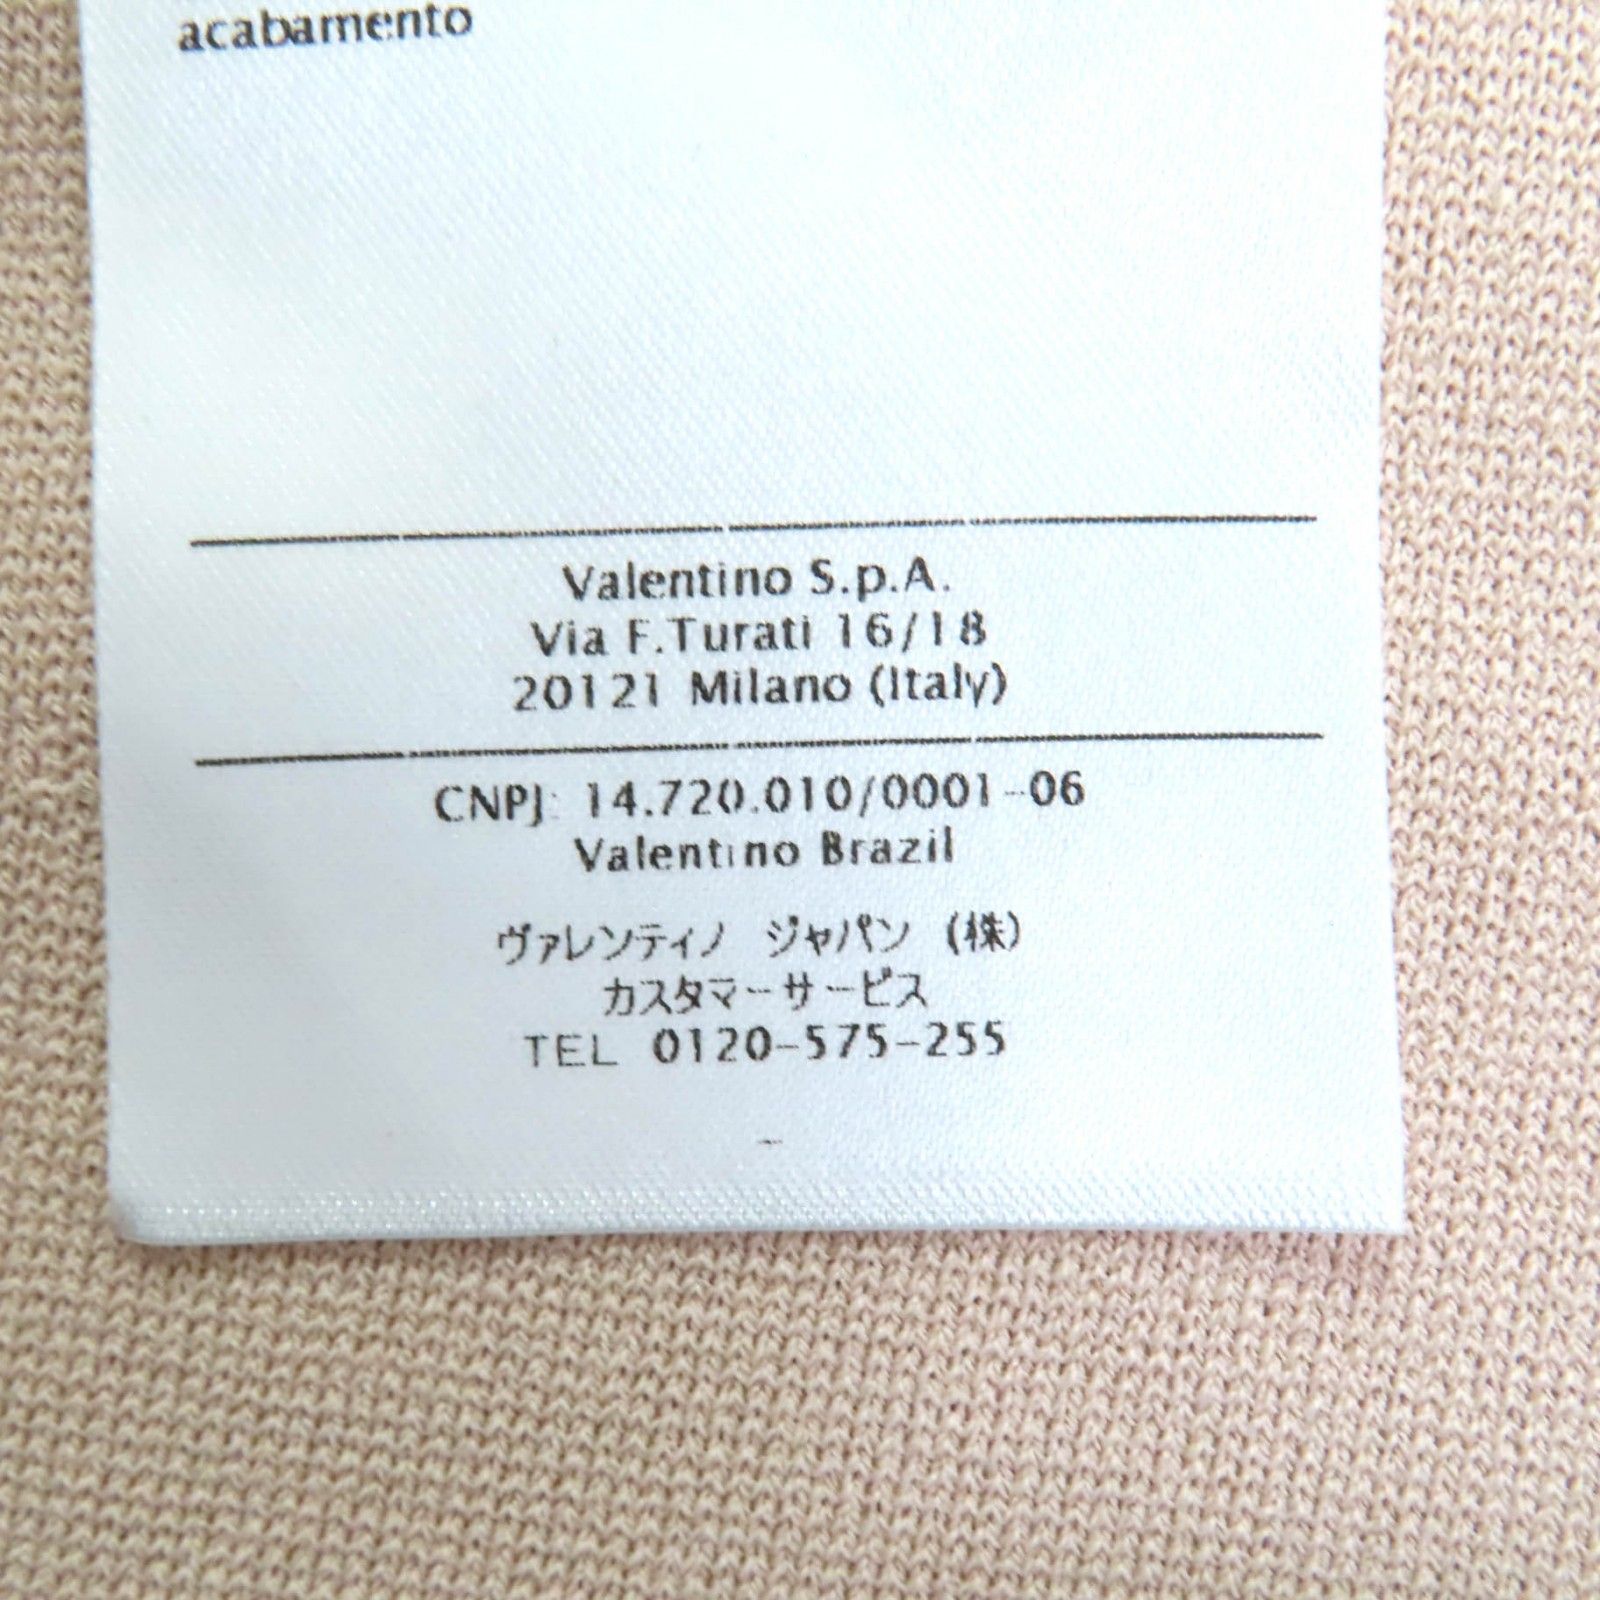 acabamento
Valentino S.p.A.
Via F.Turati 16/18
20121 Milano (Italy)
CNPJ: 14.720.010/0001-06
Valentino Brazil
ヴァレンティノ ジャパン (株)
カスタマーサービス
TEL 0120-575-255